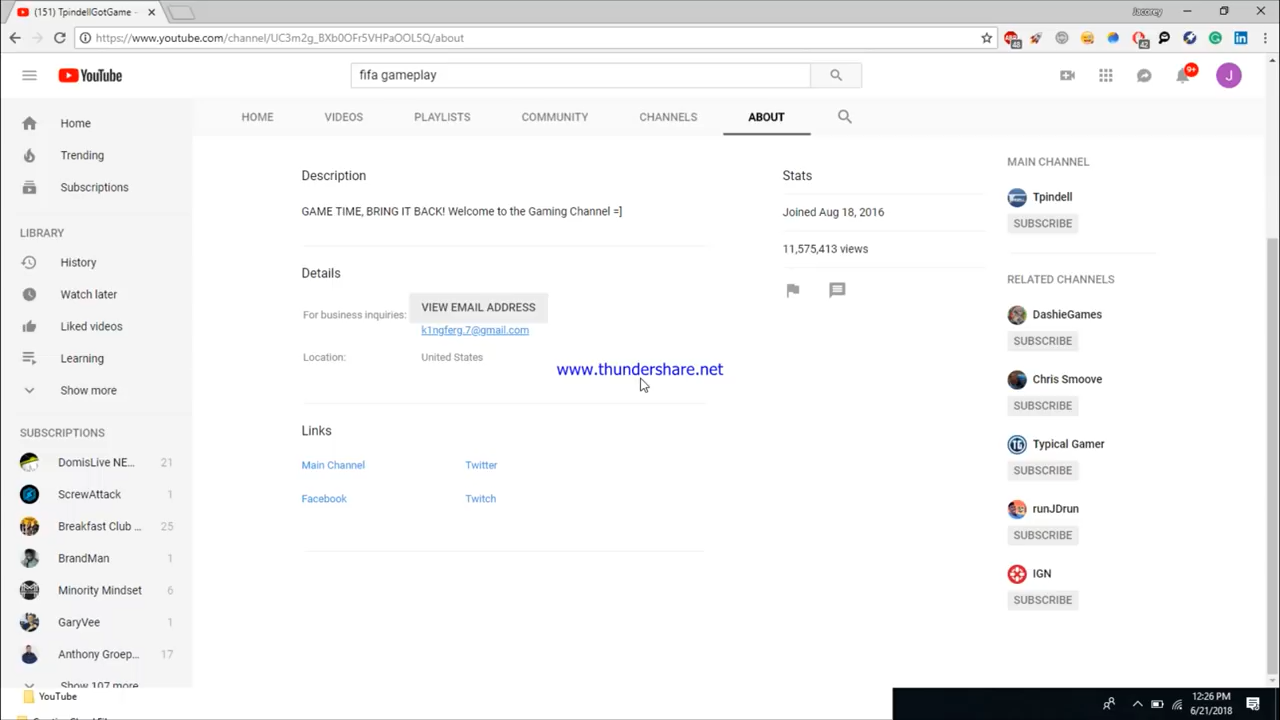 (151) TpindellGotGame -
Jacorey
https://www.youtube.com/channel/UC3m2g_BXb0OFr5VHPaOOL5Q/about
YouTube
fifa gameplay
9+
J
HOME VIDEOS PLAYLISTS COMMUNITY CHANNELS ABOUT
Home
Trending
Subscriptions
LIBRARY
History
Watch later
Liked videos
Learning
Show more
SUBSCRIPTIONS
DomisLive NE... 21
ScrewAttack 1
Breakfast Club ... 25
BrandMan 1
Minority Mindset 6
GaryVee 1
Anthony Groep... 17
Show 107 more
Description
GAME TIME, BRING IT BACK! Welcome to the Gaming Channel =]
Details
For business inquiries: VIEW EMAIL ADDRESS
k1ngferg.7@gmail.com
Location: United States
www.thundershare.net
Links
Main Channel Twitter
Facebook Twitch
Stats
Joined Aug 18, 2016
11,575,413 views
MAIN CHANNEL
Tpindell
SUBSCRIBE
RELATED CHANNELS
DashieGames
SUBSCRIBE
Chris Smoove
SUBSCRIBE
Typical Gamer
SUBSCRIBE
runJDrun
SUBSCRIBE
IGN
SUBSCRIBE
YouTube
12:26 PM
6/21/2018